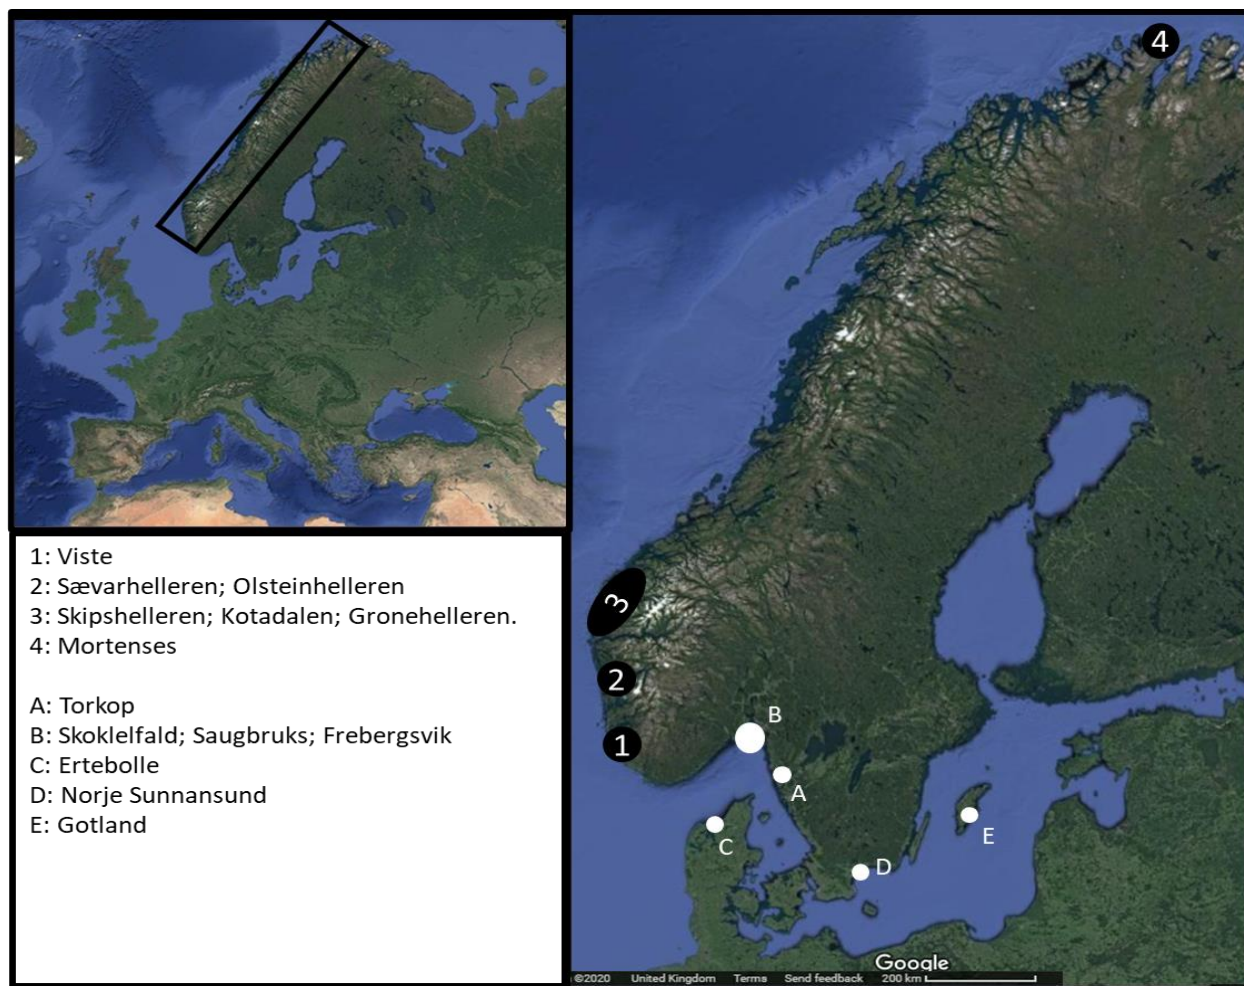 1: Viste
2: Sævarhelleren; Olsteinhelleren
3: Skipshelleren; Kotadalen; Gronehelleren.
4: Mortenses
A: Torkop
B: Skoklelfald; Saugbruks; Frebergsvik
C: Ertebolle
D: Norje Sunnansund
E: Gotland
4
3
2
1
B
A
C
E
D
Google
©2020 United Kingdom Terms Send feedback 200 km